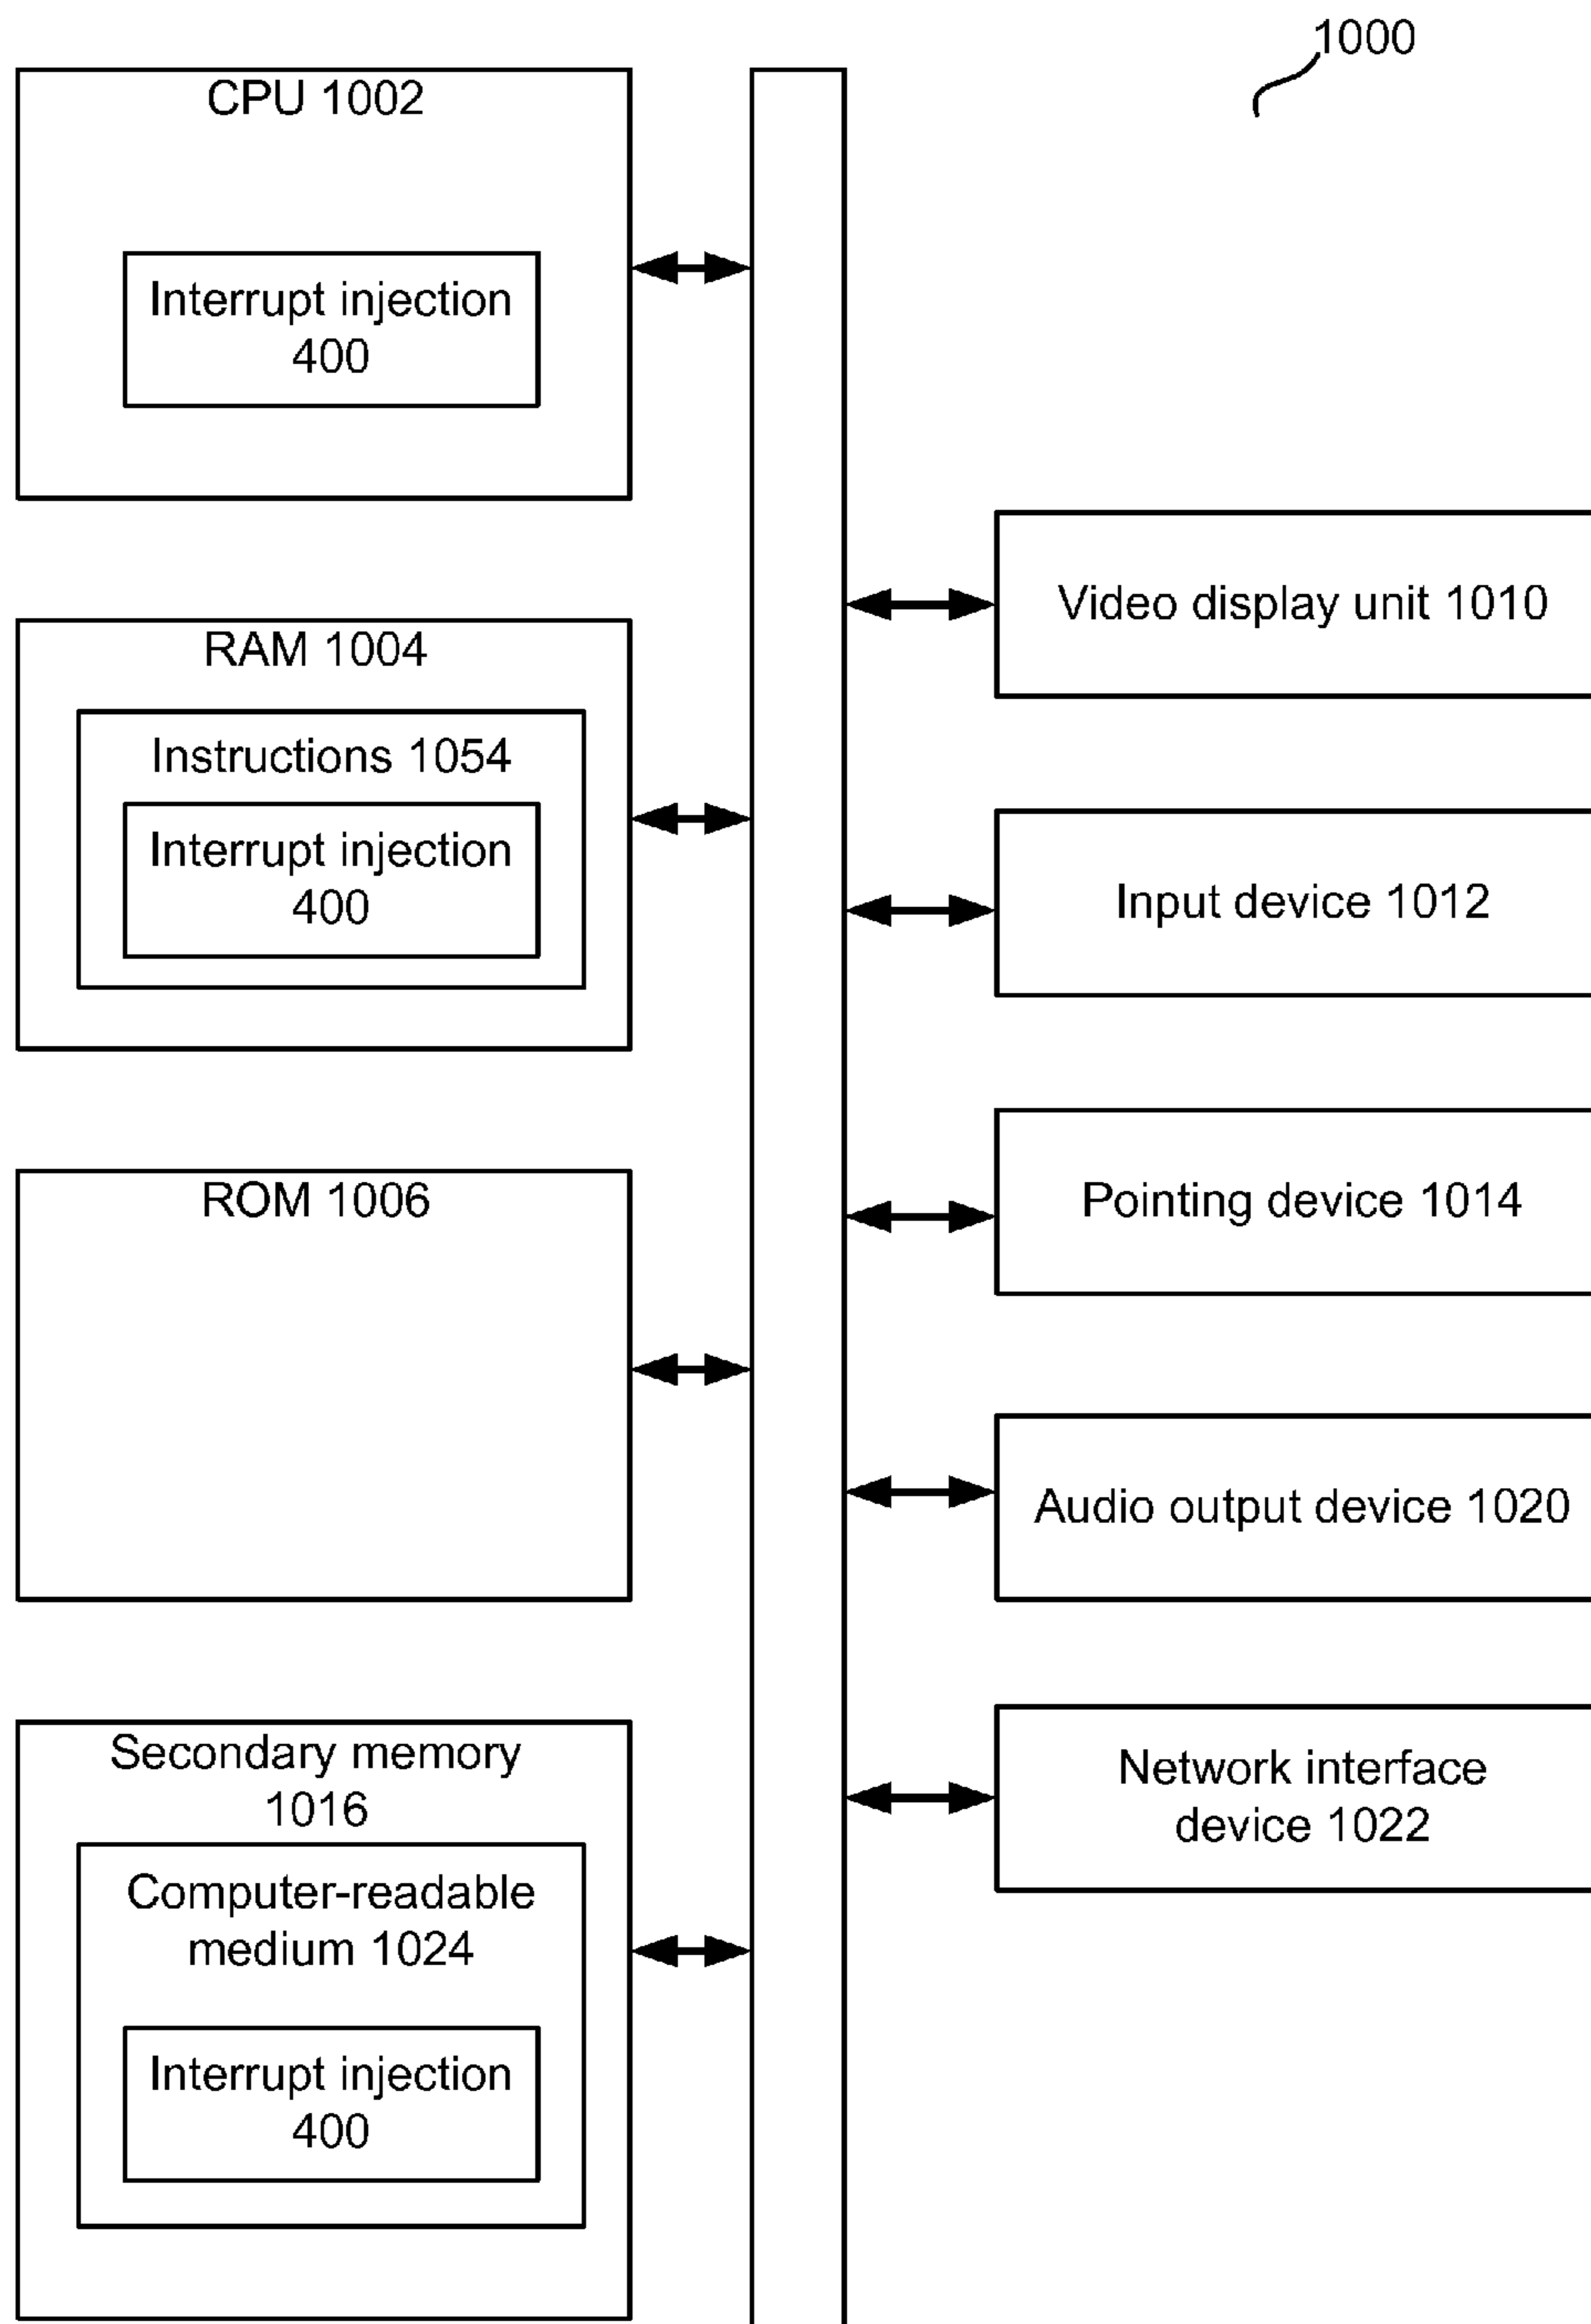 1000
CPU 1002
Interrupt injection
400
RAM 1004
Instructions 1054
Interrupt injection
400
ROM 1006
Secondary memory
1016
Computer-readable
medium 1024
Interrupt injection
400
Video display unit 1010
Input device 1012
Pointing device 1014
Audio output device 1020
Network interface
device 1022